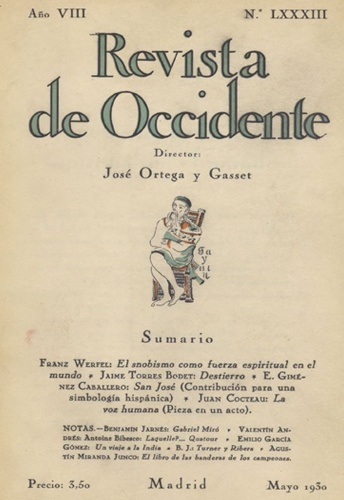 Año VIII N.º LXXXIII
Revista
de Occidente
Director:
José Ortega y Gasset
Sumario
Franz Werfel: El snobismo como fuerza espiritual en el
mundo * Jaime Torres Bodet: Destierro * E. Gimé-
nez Caballero: San José (Contribución para una
simbología hispánica) * Juan Cocteau: La
voz humana (Pieza en un acto).
NOTAS.—Benjamín Jarnés: Gabriel Miró * Valentín An-
drés: Antoine Bibesco: Laquelle?... Quatour * Emilio García
Gómez: Un viaje a la India * B. J.: Turner y Ribera * Agus-
tín Miranda Junco: El libro de las banderas de los campeones.
Precio: 3,50 Madrid Mayo 1930